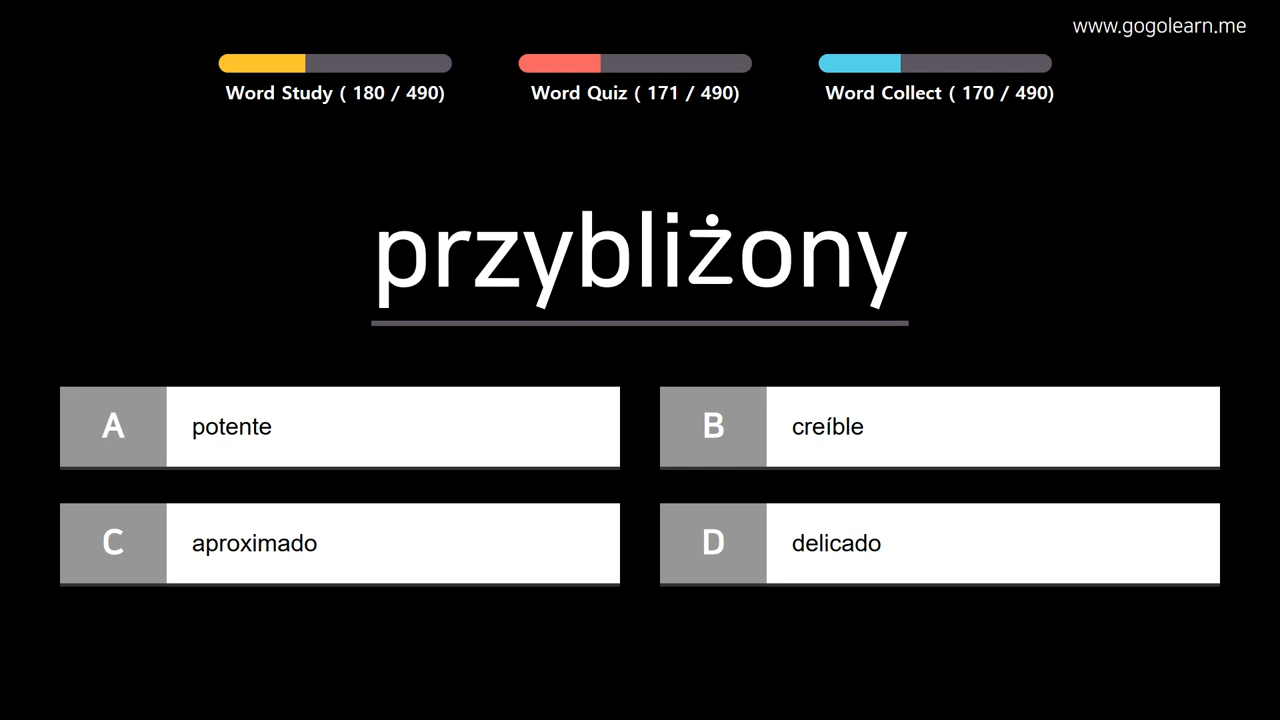 www.gogolearn.me
Word Study ( 180 / 490)
Word Quiz ( 171 / 490)
Word Collect ( 170 / 490)
przybliżony
A potente
B creíble
C aproximado
D delicado